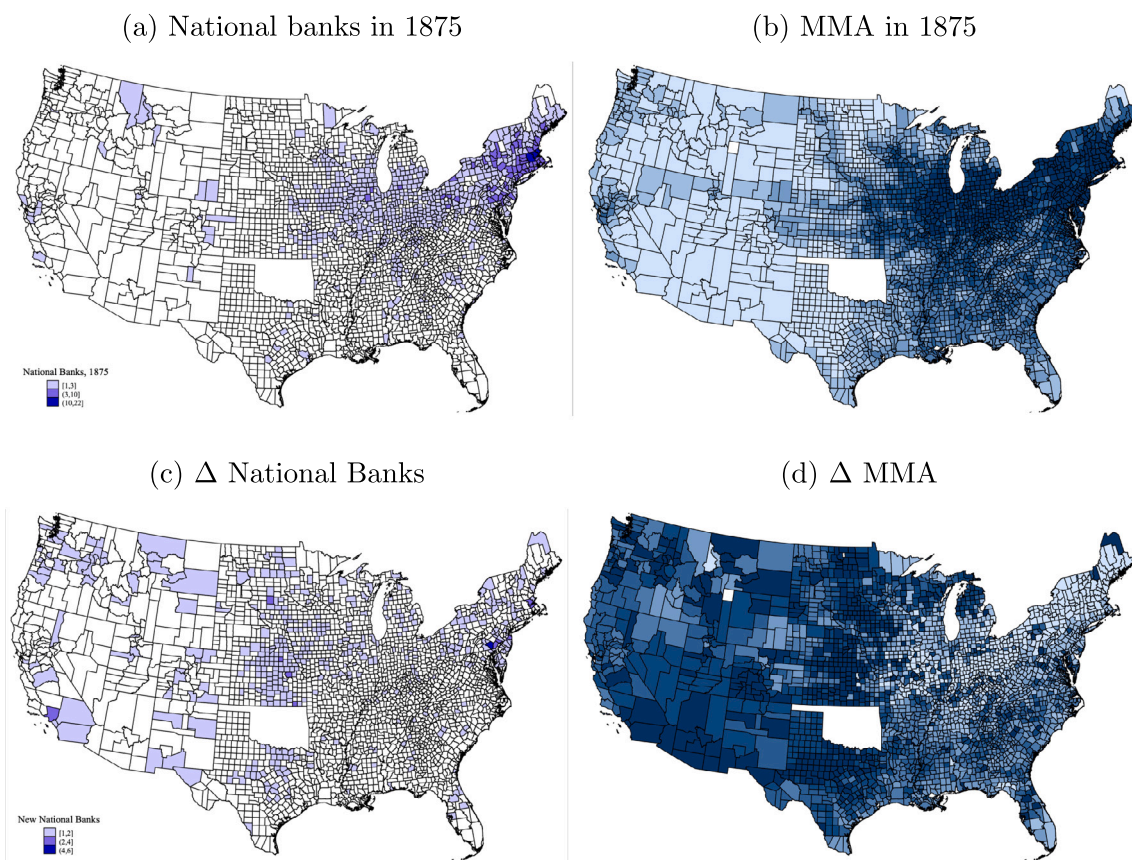 (a) National banks in 1875
(b) MMA in 1875
National Banks, 1875
[1,3]
(3,10]
(10,22]
(c) Δ National Banks
(d) Δ MMA
New National Banks
[1,2]
(2,4]
(4,6]